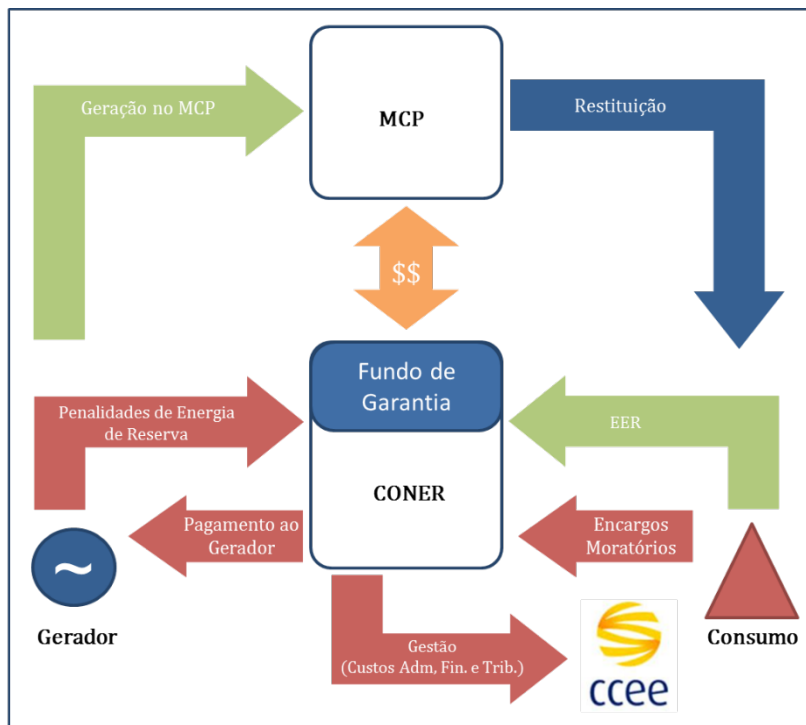 Geração no MCP
MCP
Restituição
$$
Fundo de
Garantia
Penalidades de Energia
de Reserva
EER
CONER
Pagamento ao
Gerador
Encargos
Moratórios
~
Gerador
Gestão
(Custos Adm, Fin. e Trib.)
ccee
Consumo